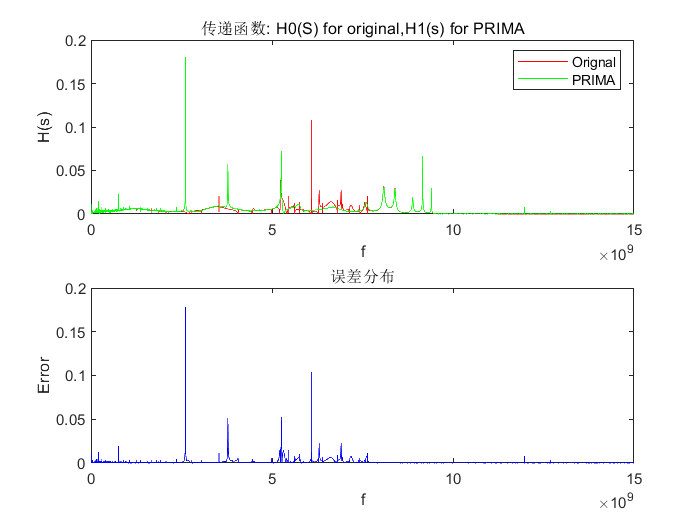 传递函数: H0(S) for original,H1(s) for PRIMA
0.2
0.15
0.1
0.05
0
H(s)
Orignal
PRIMA
0 5 10 15
f
×10^9
误差分布
0.2
0.15
0.1
0.05
0
Error
0 5 10 15
f
×10^9